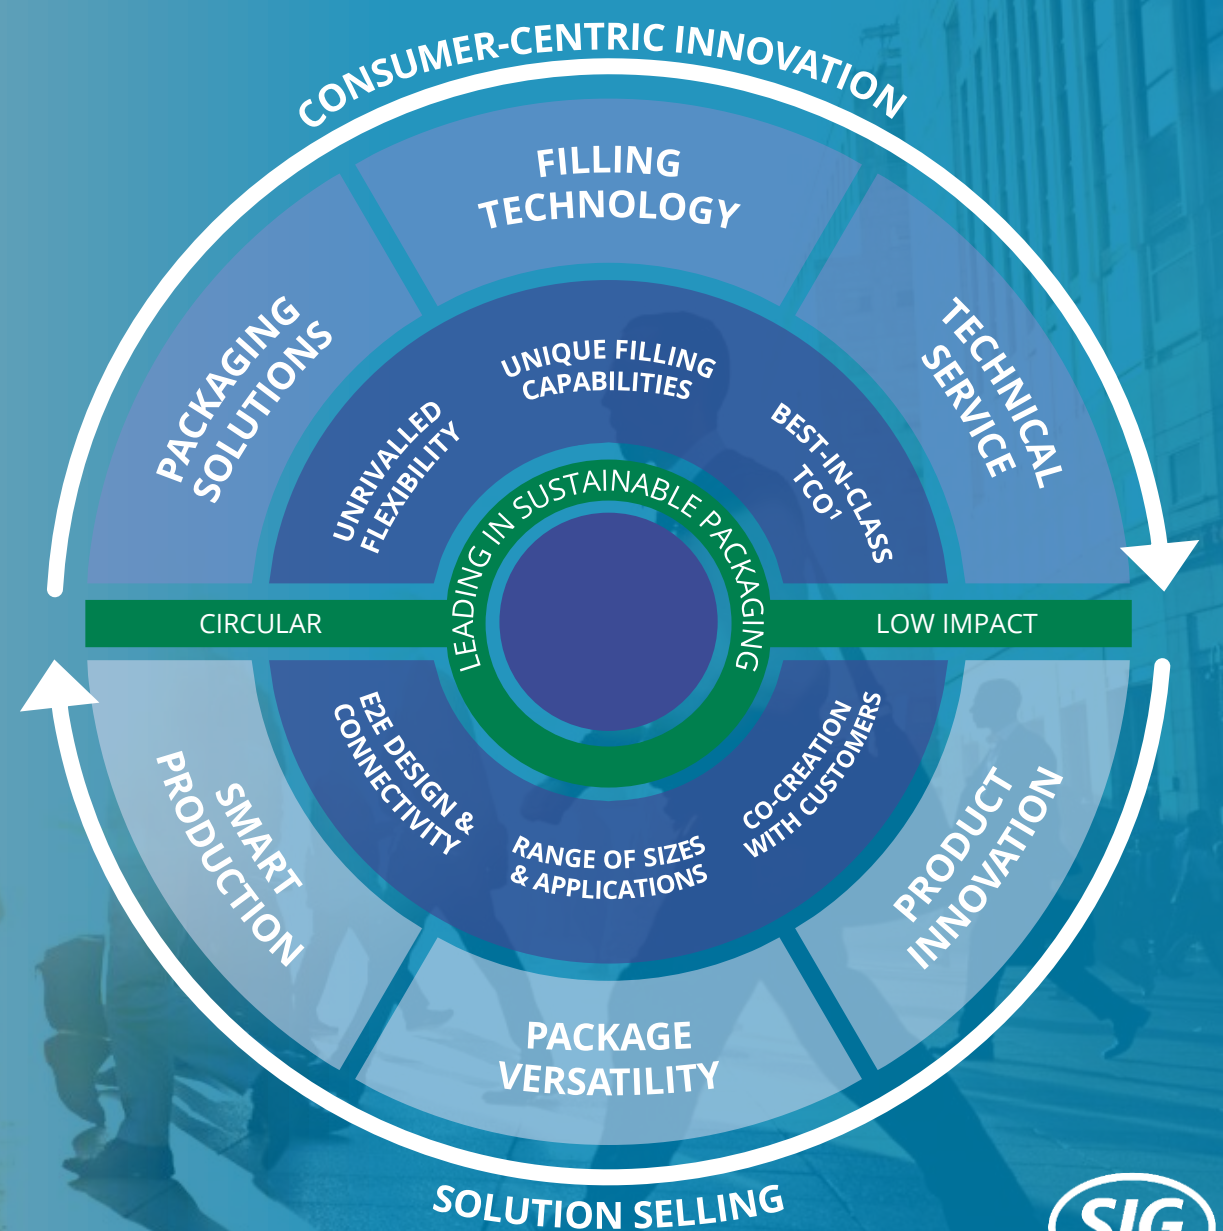 CONSUMER-CENTRIC INNOVATION
FILLING
TECHNOLOGY
PACKAGING
SOLUTIONS
TECHNICAL
SERVICE
UNIQUE FILLING
CAPABILITIES
UNRIVALLED
FLEXIBILITY
BEST-IN-CLASS
TCO¹
LEADING IN SUSTAINABLE PACKAGING
CIRCULAR
LOW IMPACT
E2E DESIGN &
CONNECTIVITY
CO-CREATION
WITH CUSTOMERS
RANGE OF SIZES
& APPLICATIONS
SMART
PRODUCTION
PRODUCT
INNOVATION
PACKAGE
VERSATILITY
SOLUTION SELLING
SIG